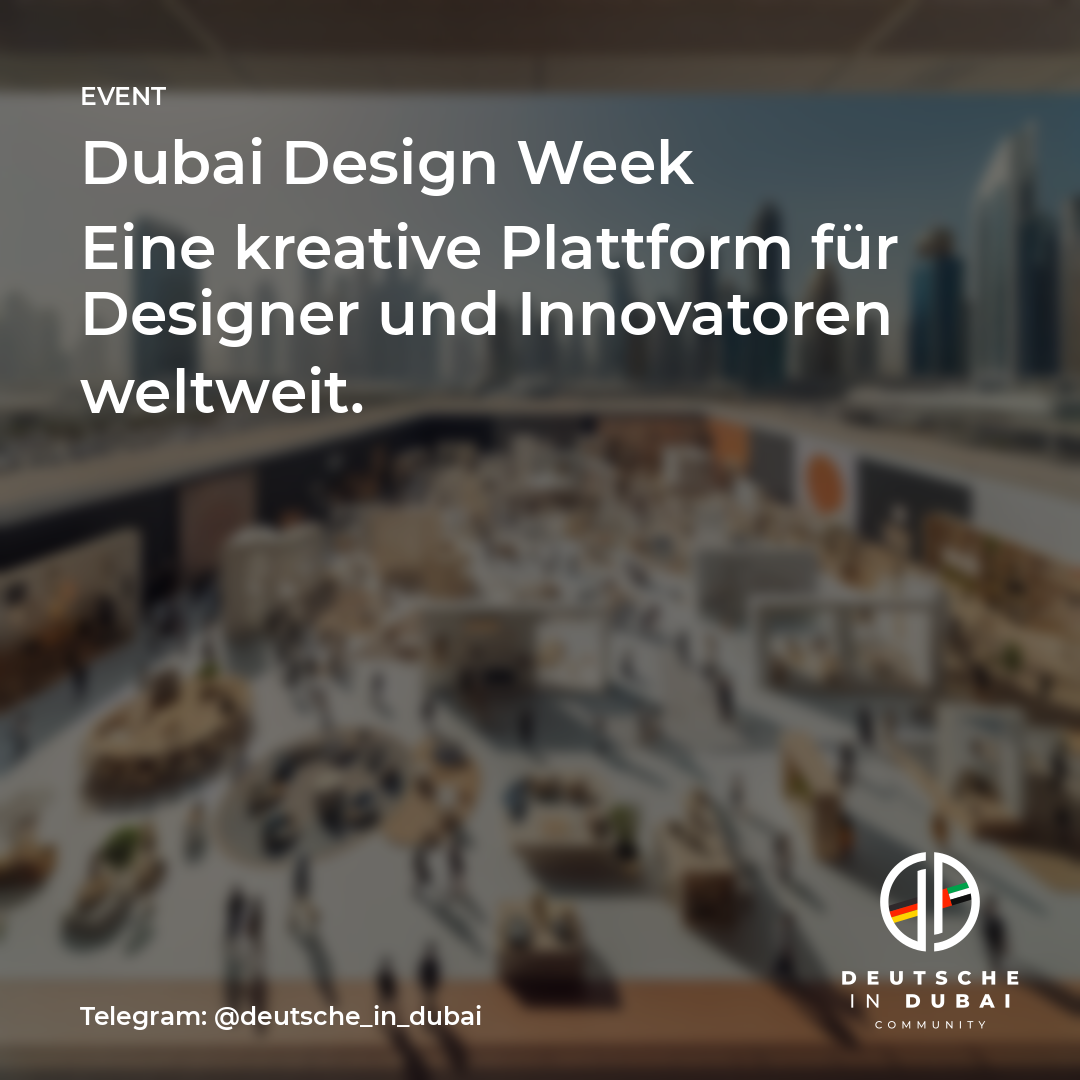 EVENT
Dubai Design Week
Eine kreative Plattform für
Designer und Innovatoren
weltweit.
Telegram: @deutsche_in_dubai
DEUTSCHE
IN DUBAI
COMMUNITY